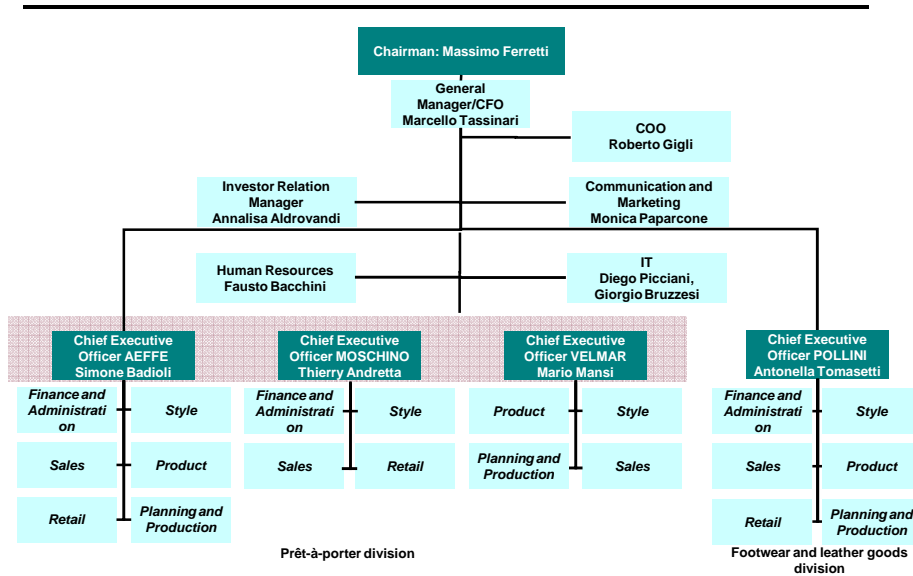 Chairman: Massimo Ferretti
General
Manager/CFO
Marcello Tassinari
COO
Roberto Gigli
Investor Relation
Manager
Annalisa Aldrovandi
Communication and
Marketing
Monica Paparcone
Human Resources
Fausto Bacchini
IT
Diego Picciani,
Giorgio Bruzzesi
Chief Executive
Officer AEFFE
Simone Badioli
Chief Executive
Officer MOSCHINO
Thierry Andretta
Chief Executive
Officer VELMAR
Mario Mansi
Chief Executive
Officer POLLINI
Antonella Tomasetti
Finance and
Administrati
on
Style
Sales
Product
Retail
Planning and
Production
Finance and
Administrati
on
Style
Sales
Retail
Product
Style
Planning and
Production
Sales
Finance and
Administrati
on
Style
Sales
Product
Retail
Planning and
Production
Prêt-à-porter division
Footwear and leather goods
division